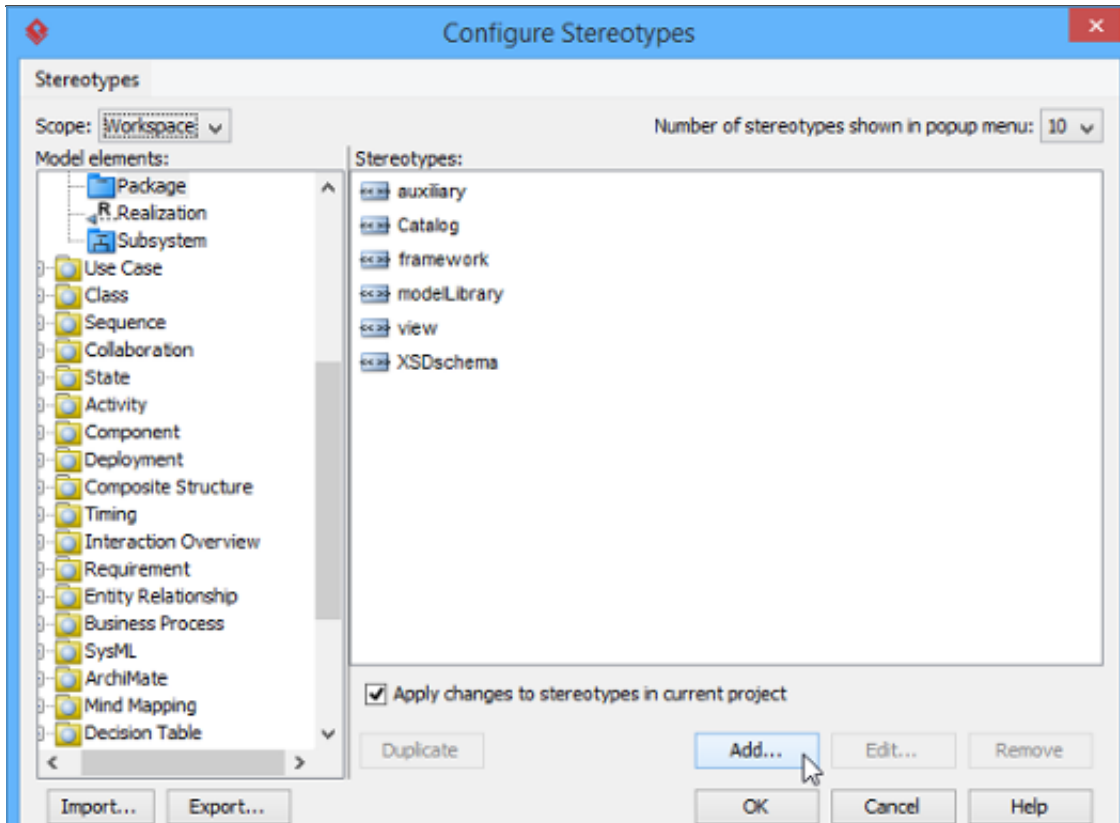 Configure Stereotypes
Stereotypes
Scope: Workspace
Number of stereotypes shown in popup menu: 10
Model elements:
Package
Realization
Subsystem
Use Case
Class
Sequence
Collaboration
State
Activity
Component
Deployment
Composite Structure
Timing
Interaction Overview
Requirement
Entity Relationship
Business Process
SysML
ArchiMate
Mind Mapping
Decision Table
Stereotypes:
auxiliary
Catalog
framework
modelLibrary
view
XSDschema
Apply changes to stereotypes in current project
Duplicate
Add...
Edit...
Remove
Import...
Export...
OK
Cancel
Help